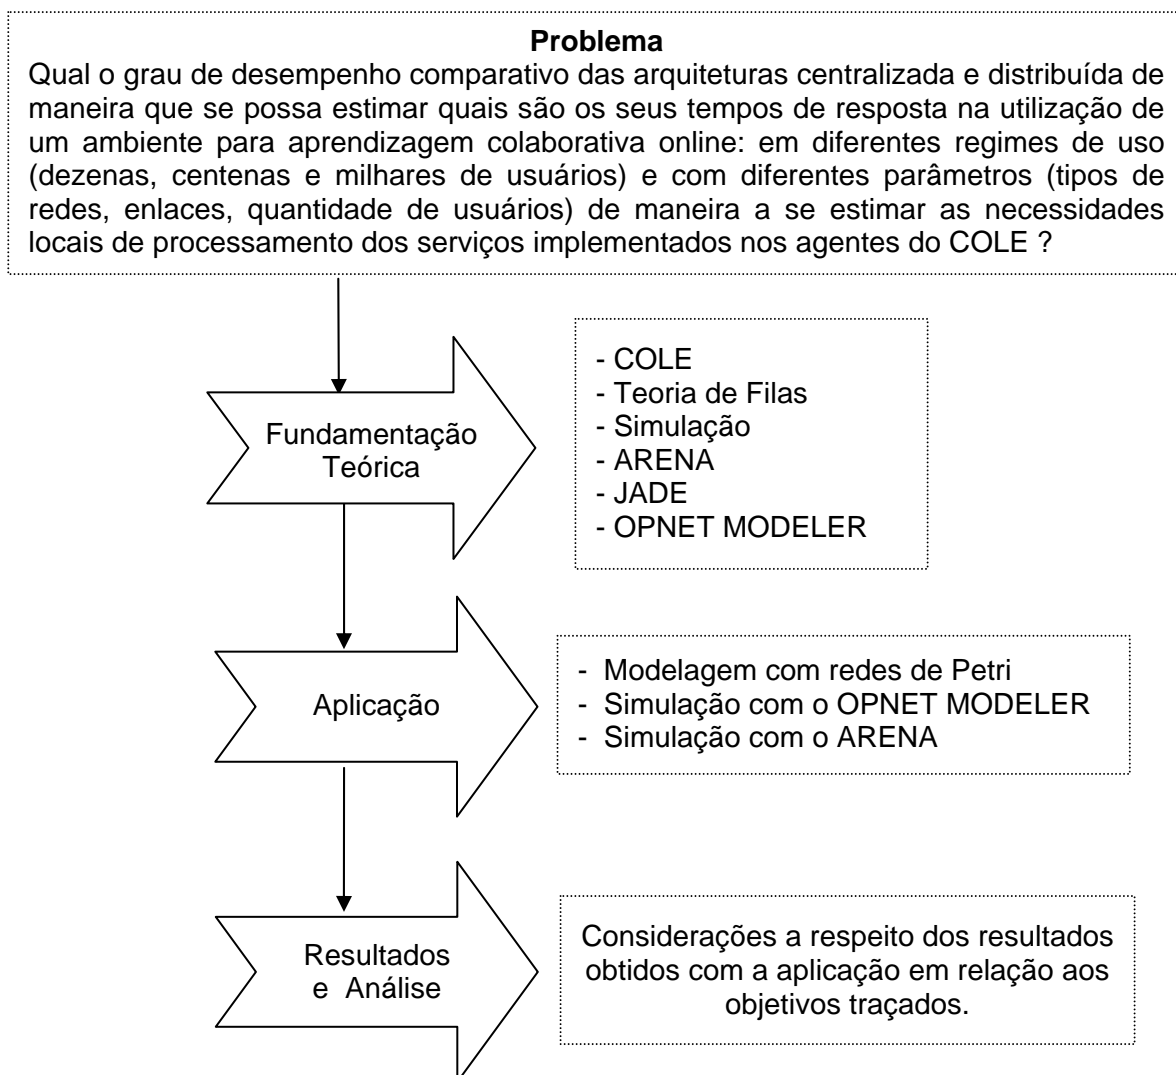 Problema
Qual o grau de desempenho comparativo das arquiteturas centralizada e distribuída de
maneira que se possa estimar quais são os seus tempos de resposta na utilização de
um ambiente para aprendizagem colaborativa online: em diferentes regimes de uso
(dezenas, centenas e milhares de usuários) e com diferentes parâmetros (tipos de
redes, enlaces, quantidade de usuários) de maneira a se estimar as necessidades
locais de processamento dos serviços implementados nos agentes do COLE ?
Fundamentação
Teórica
- COLE
- Teoria de Filas
- Simulação
- ARENA
- JADE
- OPNET MODELER
Aplicação
- Modelagem com redes de Petri
- Simulação com o OPNET MODELER
- Simulação com o ARENA
Resultados
e Análise
Considerações a respeito dos resultados
obtidos com a aplicação em relação aos
objetivos traçados.